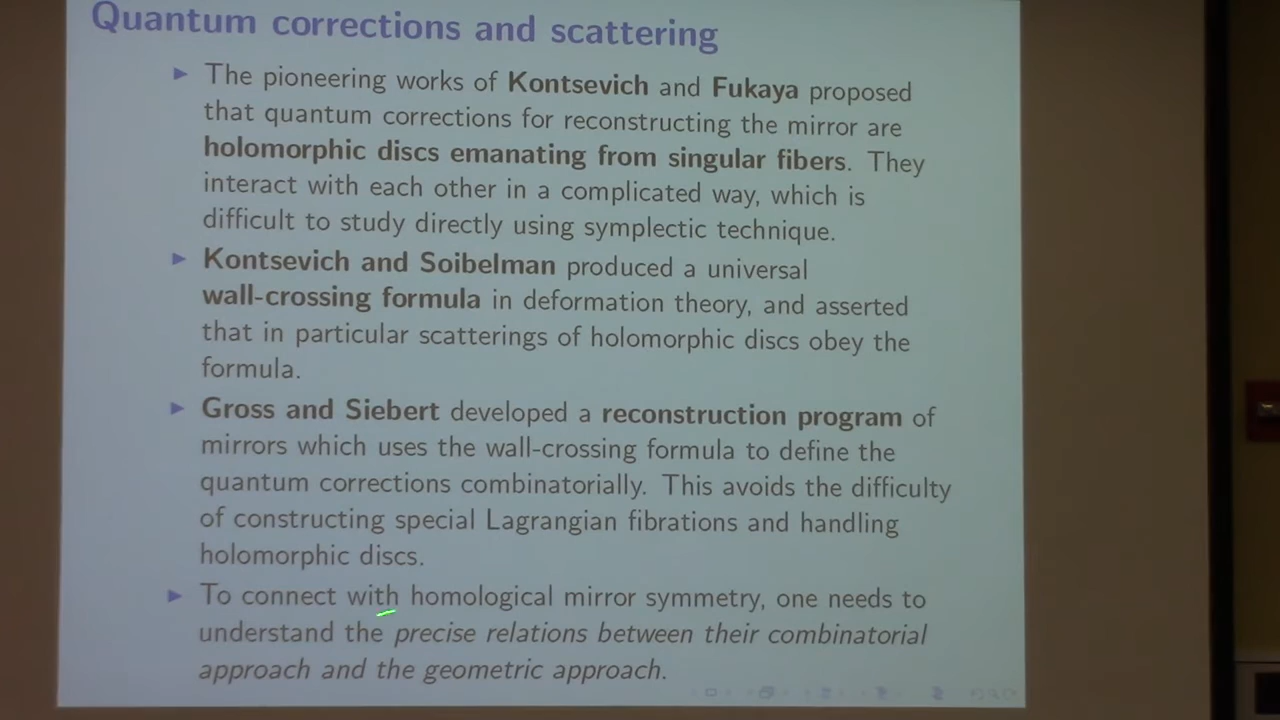 Quantum corrections and scattering
The pioneering works of Kontsevich and Fukaya proposed
that quantum corrections for reconstructing the mirror are
holomorphic discs emanating from singular fibers. They
interact with each other in a complicated way, which is
difficult to study directly using symplectic technique.
Kontsevich and Soibelman produced a universal
wall-crossing formula in deformation theory, and asserted
that in particular scatterings of holomorphic discs obey the
formula.
Gross and Siebert developed a reconstruction program of
mirrors which uses the wall-crossing formula to define the
quantum corrections combinatorially. This avoids the difficulty
of constructing special Lagrangian fibrations and handling
holomorphic discs.
To connect with homological mirror symmetry, one needs to
understand the precise relations between their combinatorial
approach and the geometric approach.